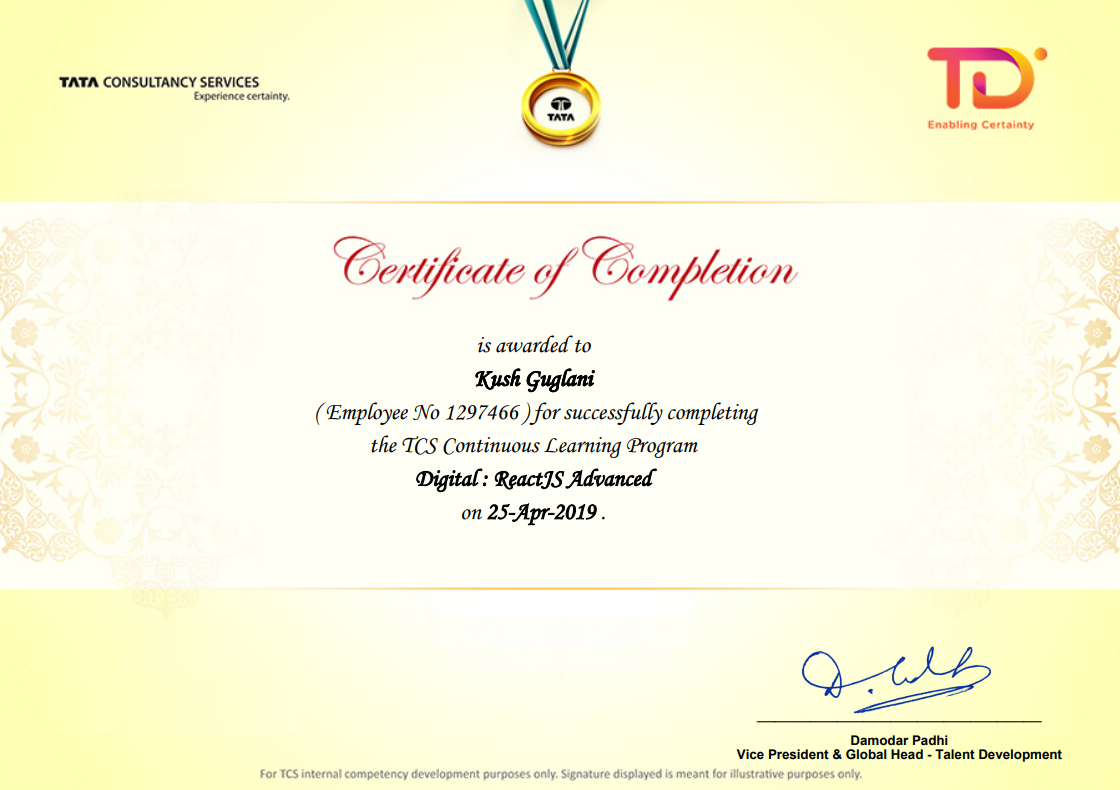 TATA CONSULTANCY SERVICES
Experience certainty.
TATA
TD
Enabling Certainty
Certificate of Completion
is awarded to
Kush Guglani
( Employee No 1297466 ) for successfully completing
the TCS Continuous Learning Program
Digital : ReactJS Advanced
on 25-Apr-2019 .
Damodar Padhi
Vice President & Global Head - Talent Development
For TCS internal competency development purposes only. Signature displayed is meant for illustrative purposes only.